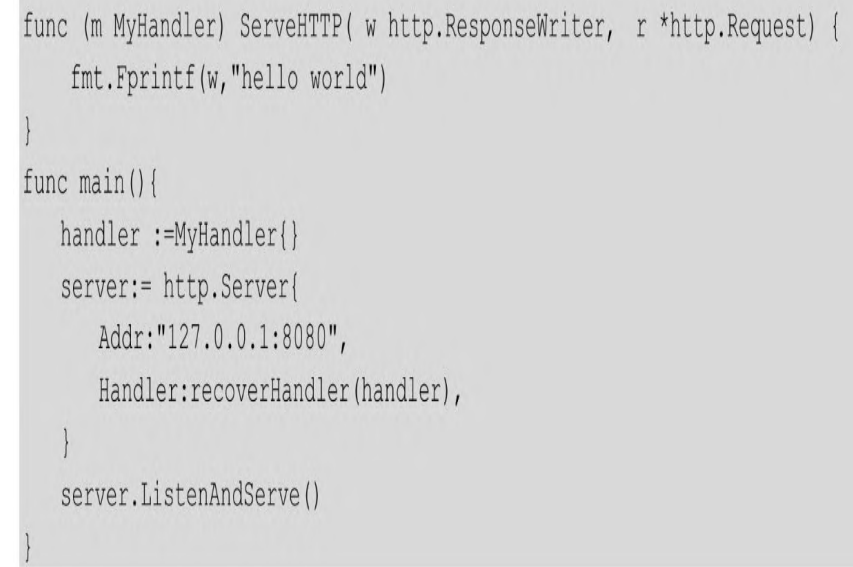 func (m MyHandler) ServeHTTP( w http.ResponseWriter, r *http.Request) {
    fmt.Fprintf(w,"hello world")
}
func main(){
   handler :=MyHandler{}
   server:= http.Server{
      Addr:"127.0.0.1:8080",
      Handler:recoverHandler(handler),
   }
   server.ListenAndServe()
}